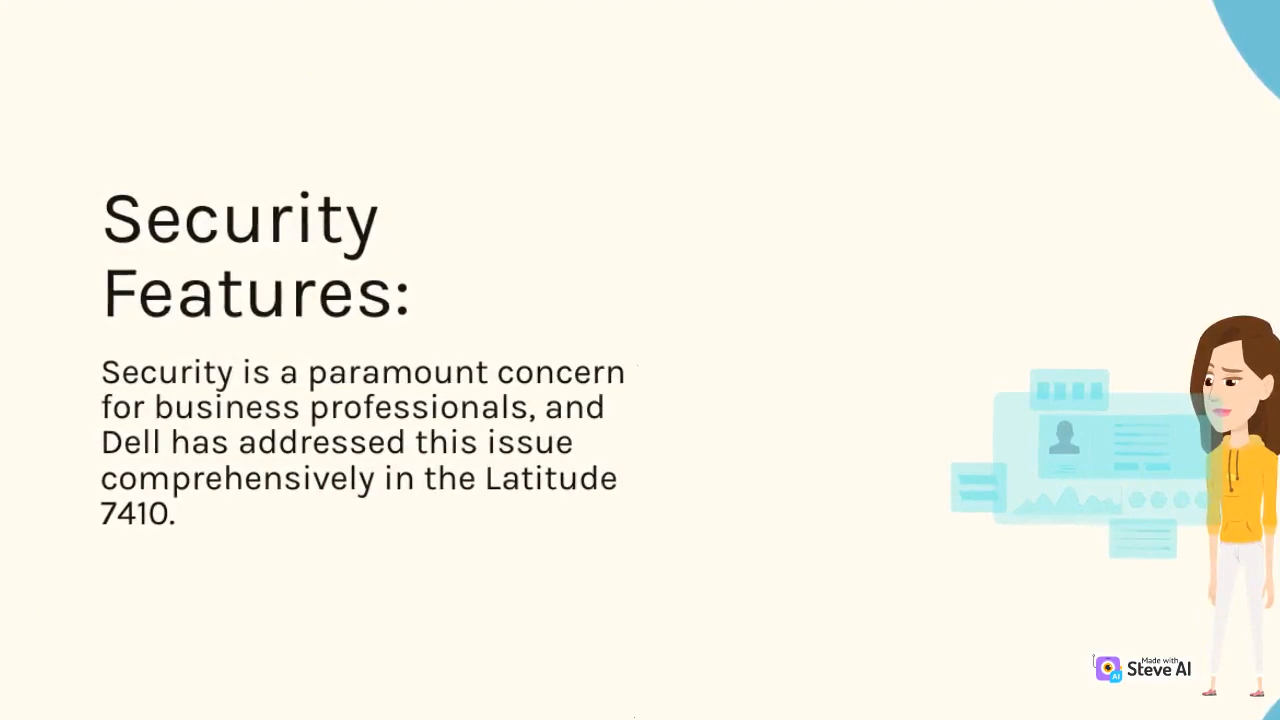 Security
Features:
Security is a paramount concern
for business professionals, and
Dell has addressed this issue
comprehensively in the Latitude
7410.
Made with
Steve AI
AI